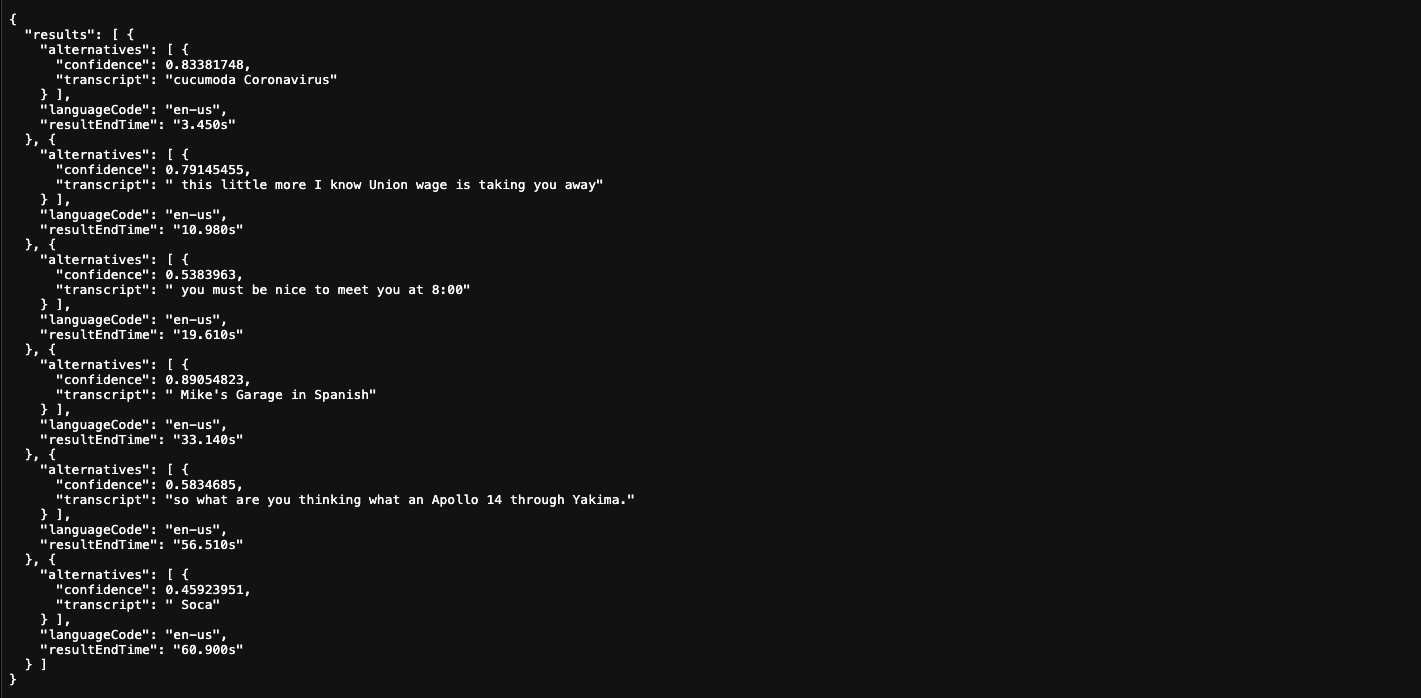 {
  "results": [ {
    "alternatives": [ {
      "confidence": 0.83381748,
      "transcript": "cucumoda Coronavirus"
    } ],
    "languageCode": "en-us",
    "resultEndTime": "3.450s"
  }, {
    "alternatives": [ {
      "confidence": 0.79145455,
      "transcript": " this little more I know Union wage is taking you away"
    } ],
    "languageCode": "en-us",
    "resultEndTime": "10.980s"
  }, {
    "alternatives": [ {
      "confidence": 0.5383963,
      "transcript": " you must be nice to meet you at 8:00"
    } ],
    "languageCode": "en-us",
    "resultEndTime": "19.610s"
  }, {
    "alternatives": [ {
      "confidence": 0.89054823,
      "transcript": " Mike's Garage in Spanish"
    } ],
    "languageCode": "en-us",
    "resultEndTime": "33.140s"
  }, {
    "alternatives": [ {
      "confidence": 0.5834685,
      "transcript": "so what are you thinking what an Apollo 14 through Yakima."
    } ],
    "languageCode": "en-us",
    "resultEndTime": "56.510s"
  }, {
    "alternatives": [ {
      "confidence": 0.45923951,
      "transcript": " Soca"
    } ],
    "languageCode": "en-us",
    "resultEndTime": "60.900s"
  } ]
}